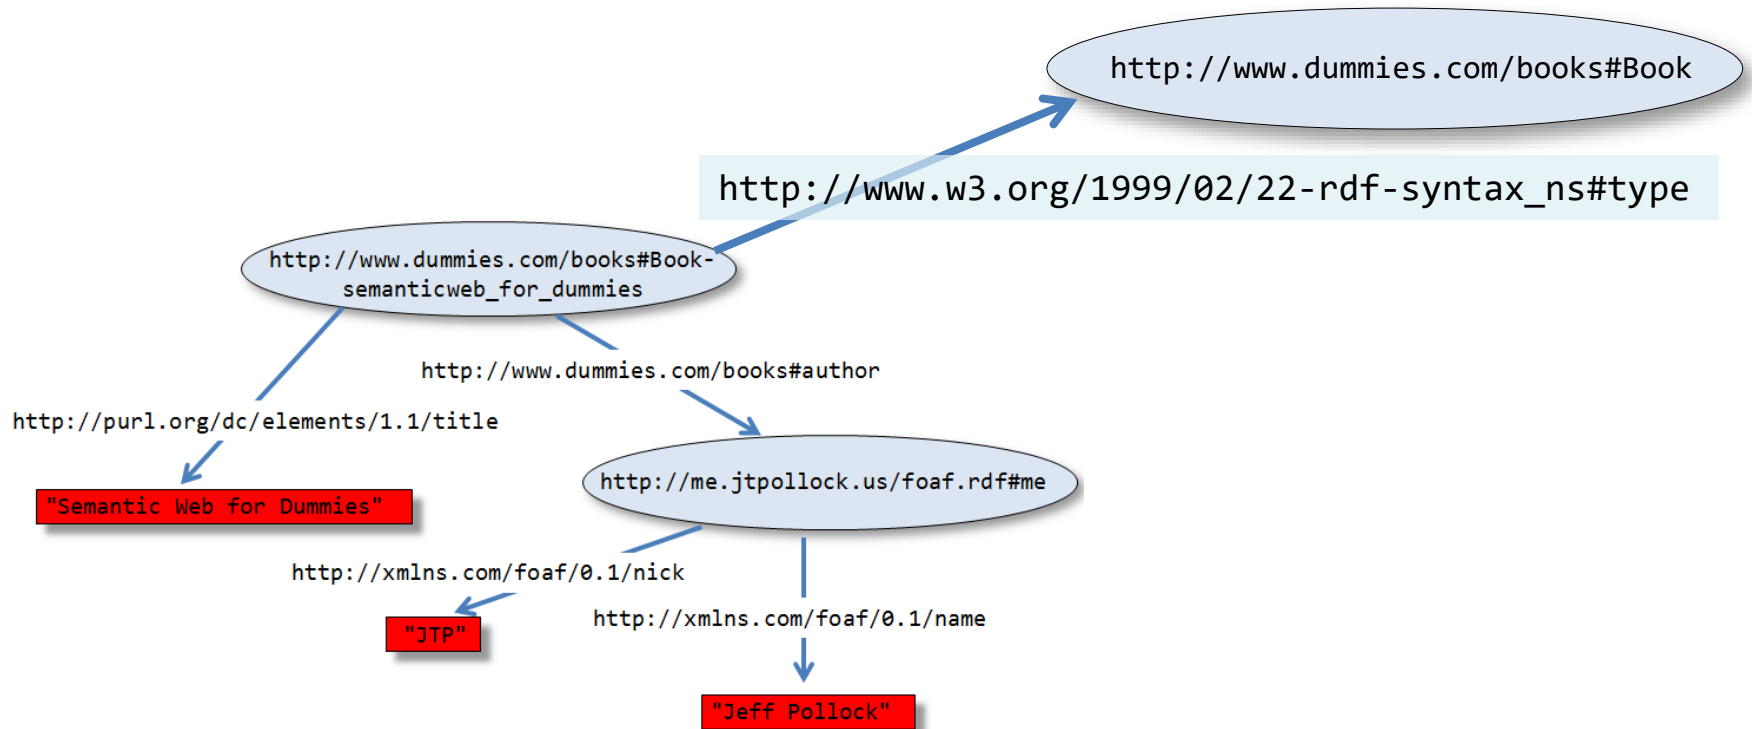 http://www.dummies.com/books#Book
http://www.w3.org/1999/02/22-rdf-syntax_ns#type
http://www.dummies.com/books#Book-
semanticweb_for_dummies
http://www.dummies.com/books#author
http://purl.org/dc/elements/1.1/title
http://me.jtpollock.us/foaf.rdf#me
"Semantic Web for Dummies"
http://xmlns.com/foaf/0.1/nick
http://xmlns.com/foaf/0.1/name
"JTP"
"Jeff Pollock"